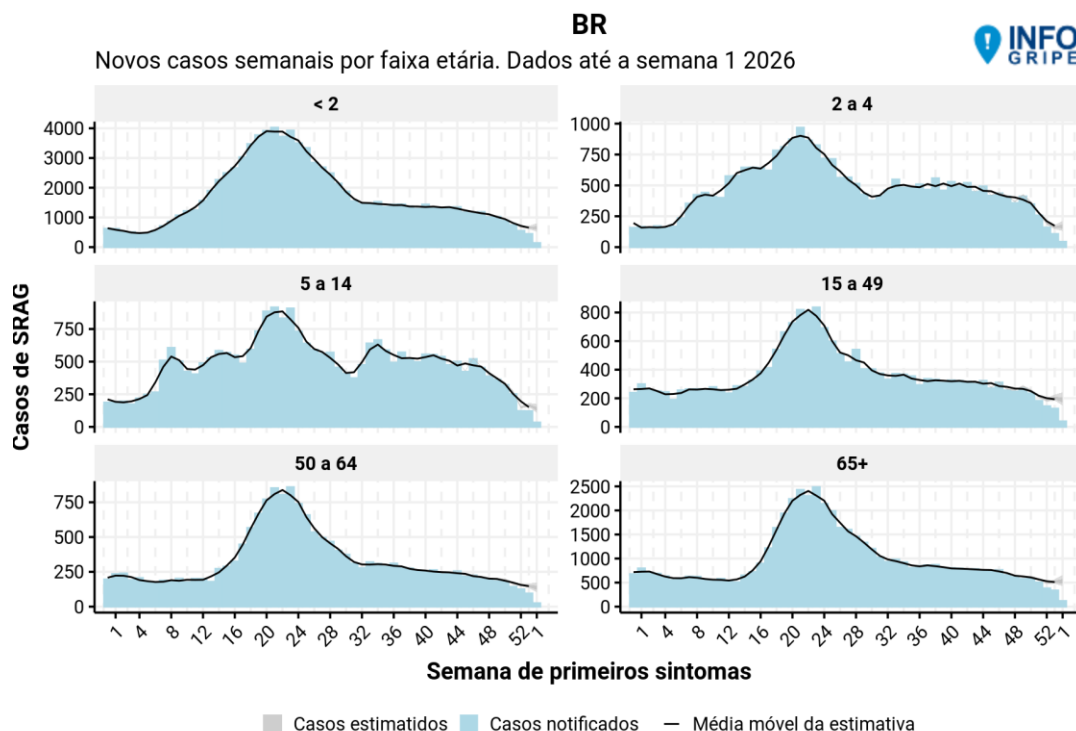 BR
INFO
GRIPE
Novos casos semanais por faixa etária. Dados até a semana 1 2026
< 2
2 a 4
4000
3000
2000
1000
0
1000
750
500
250
0
5 a 14
15 a 49
750
500
250
0
800
600
400
200
0
50 a 64
65+
750
500
250
0
2500
2000
1500
1000
500
0
Casos de SRAG
1 4 8 12 16 20 24 28 32 36 40 44 48 52 1
1 4 8 12 16 20 24 28 32 36 40 44 48 52 1
Semana de primeiros sintomas
Casos estimatidos Casos notificados Média móvel da estimativa